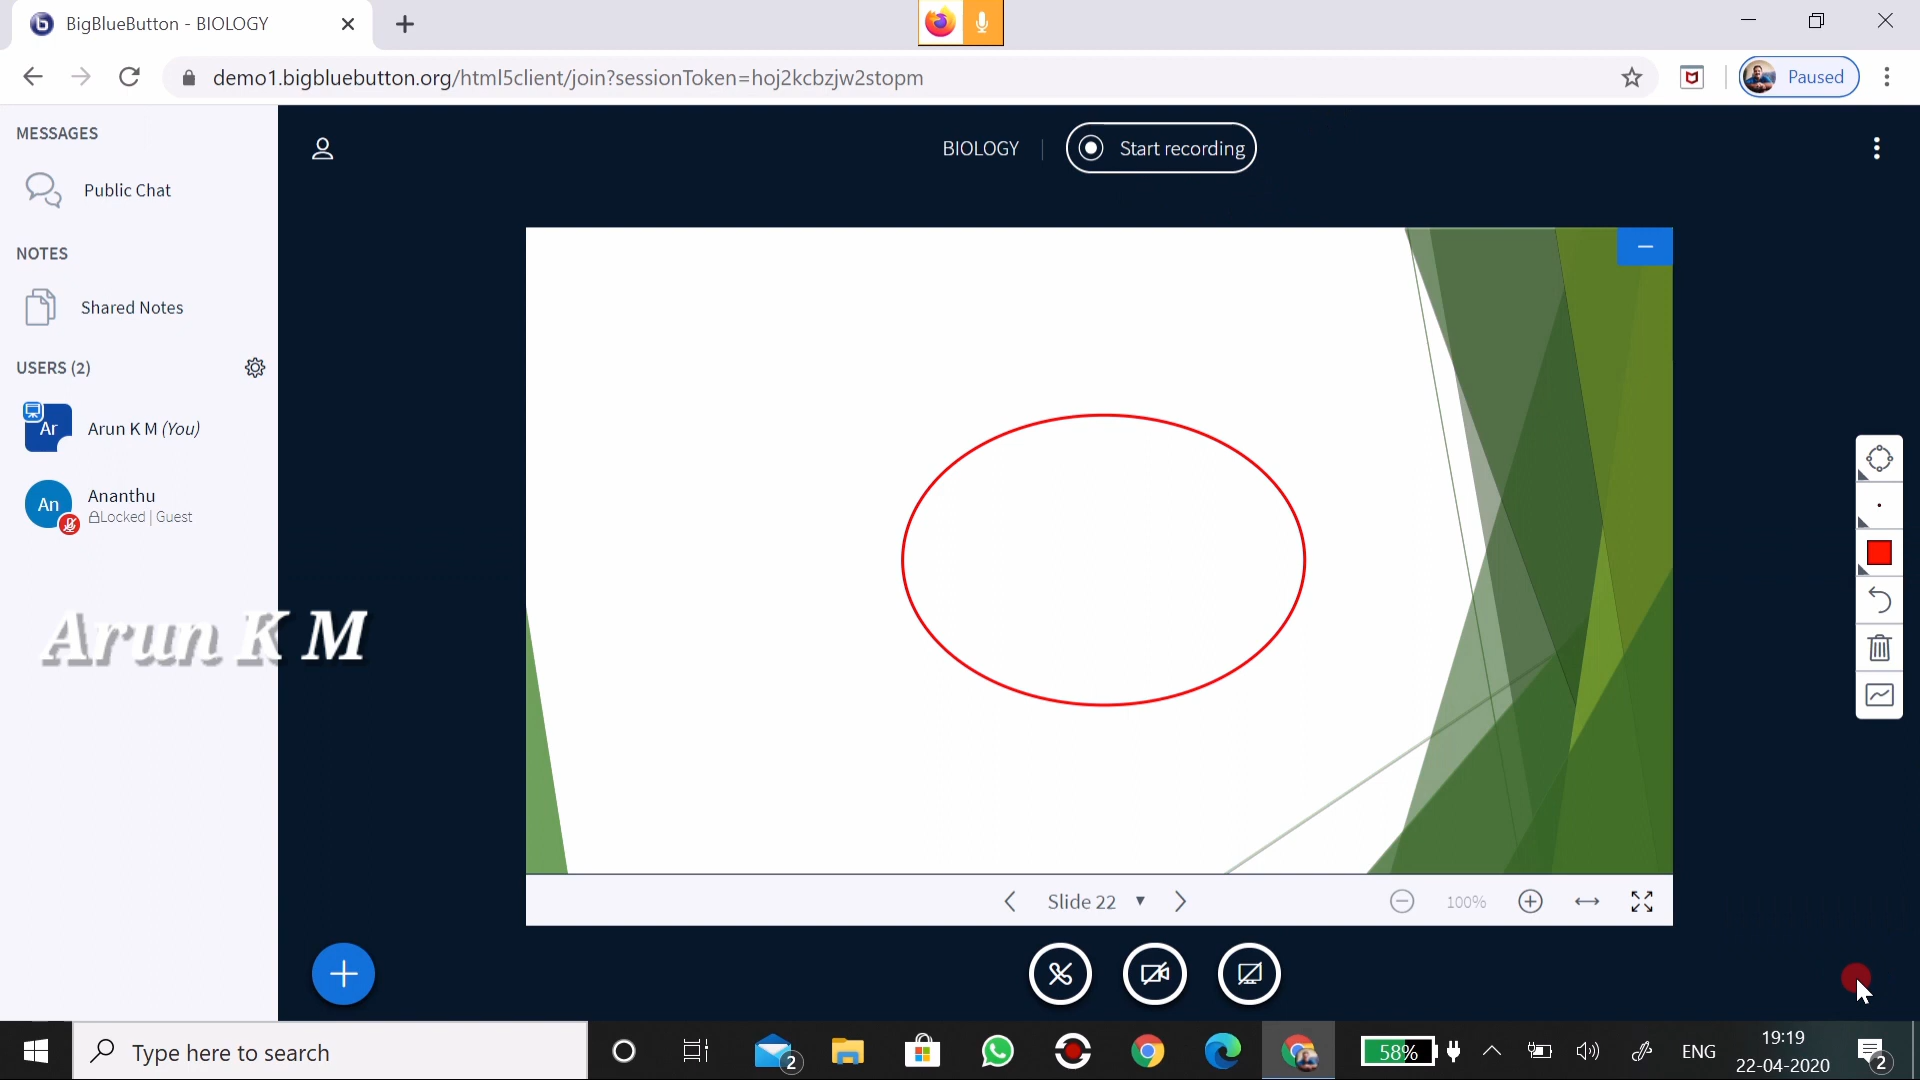 BigBlueButton - BIOLOGY
demo1.bigbluebutton.org/html5client/join?sessionToken=hoj2kcbzjw2stopm
Paused
MESSAGES
Public Chat
NOTES
Shared Notes
USERS (2)
Ar
Arun K M (You)
An
Ananthu
Locked | Guest
BIOLOGY
Start recording
Arun K M
Slide 22
100%
Type here to search
2
58%
ENG
19:19
22-04-2020
2